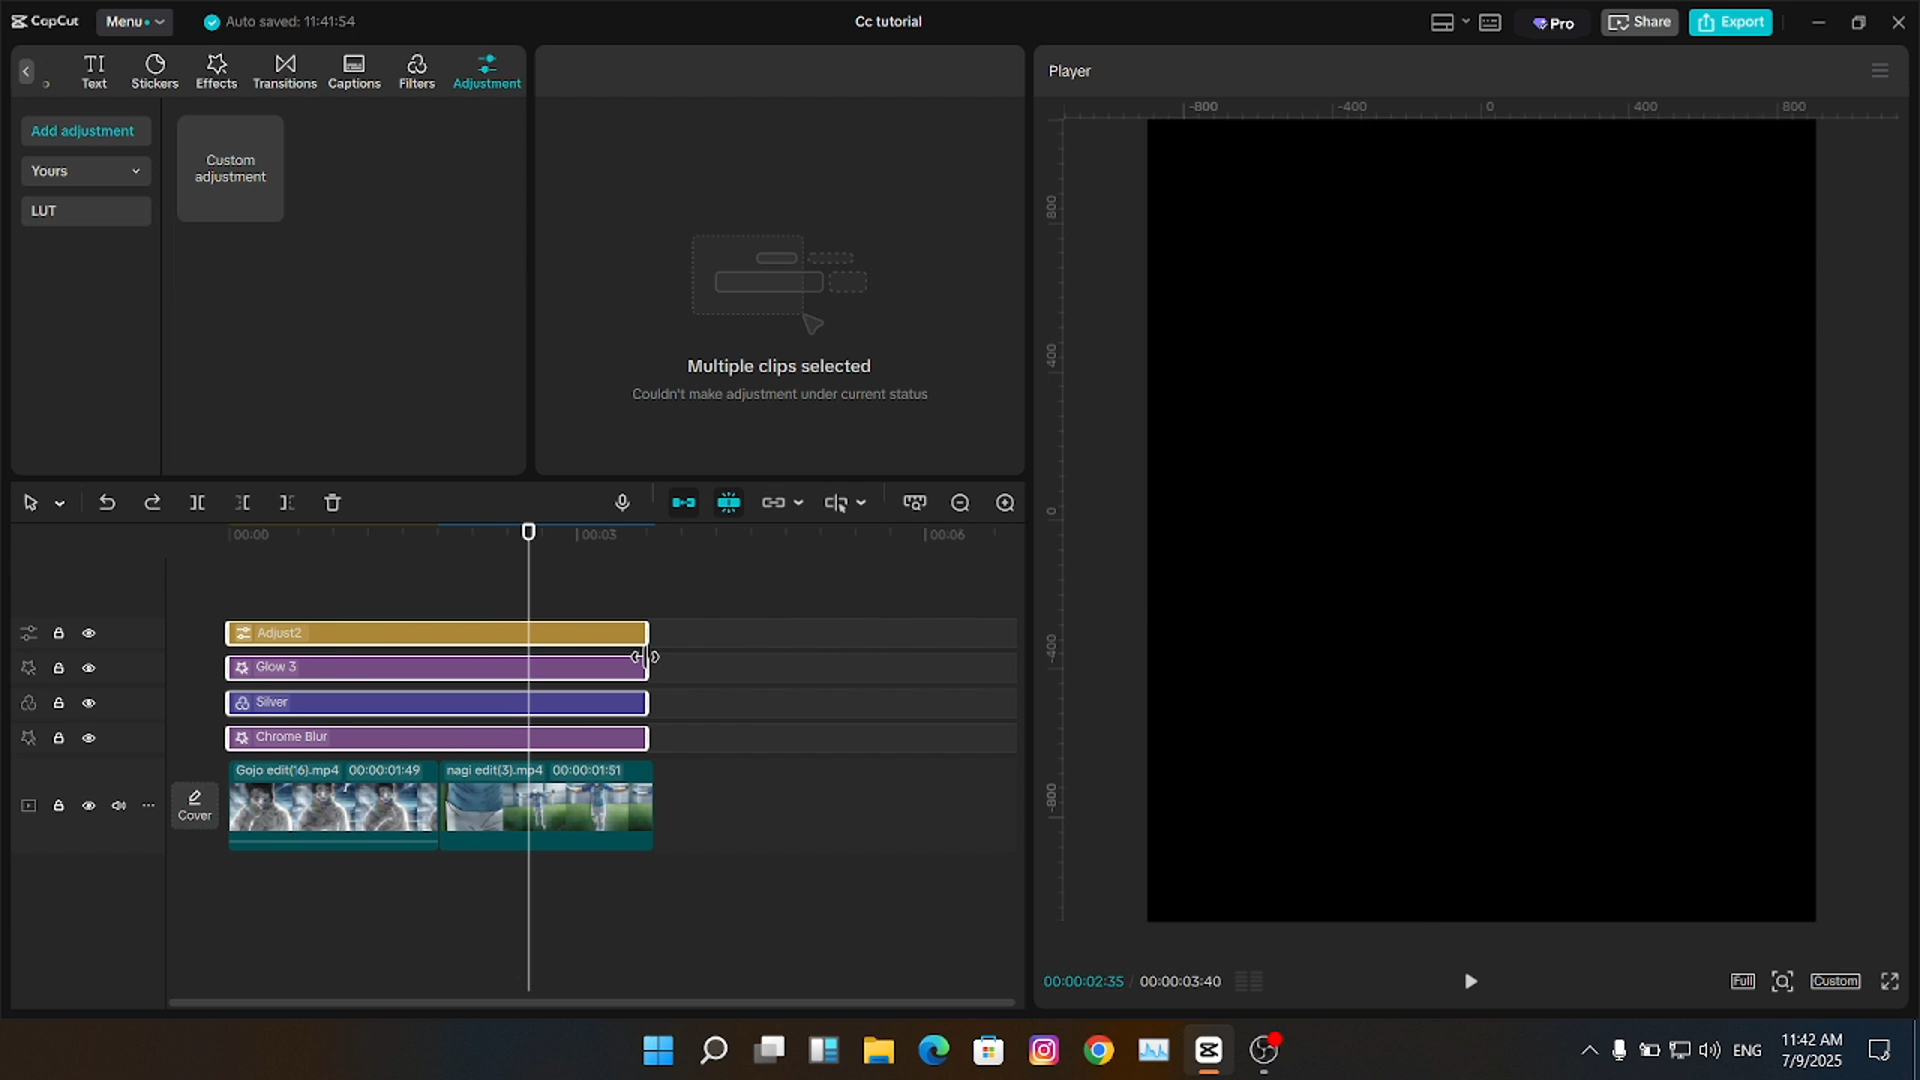 CapCut
Menu
Auto saved: 11:41:54
Cc tutorial
Pro
Share
Export
Text
Stickers
Effects
Transitions
Captions
Filters
Adjustment
Add adjustment
Yours
LUT
Custom
adjustment
Multiple clips selected
Couldn't make adjustment under current status
Player
-800
-400
0
400
800
800
400
0
-400
-800
00:00
00:03
00:06
Adjust2
Glow 3
Silver
Chrome Blur
Gojo edit(16).mp4 00:00:01:49
nagi edit(3).mp4 00:00:01:51
Cover
00:00:02:35 / 00:00:03:40
Full
Custom
ENG
11:42 AM
7/9/2025